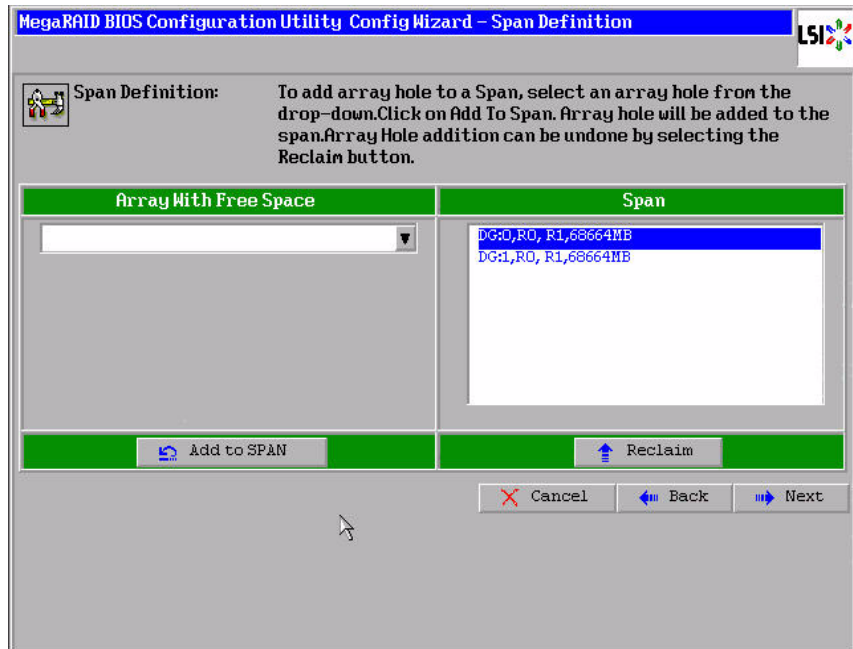 MegaRAID BIOS Configuration Utility Config Wizard – Span Definition
LSI
Span Definition:
To add array hole to a Span, select an array hole from the
drop-down.Click on Add To Span. Array hole will be added to the
span.Array Hole addition can be undone by selecting the
Reclaim button.
Array With Free Space
Span
DG:0,R0, R1,68664MB
DG:1,R0, R1,68664MB
Add to SPAN
Reclaim
Cancel
Back
Next